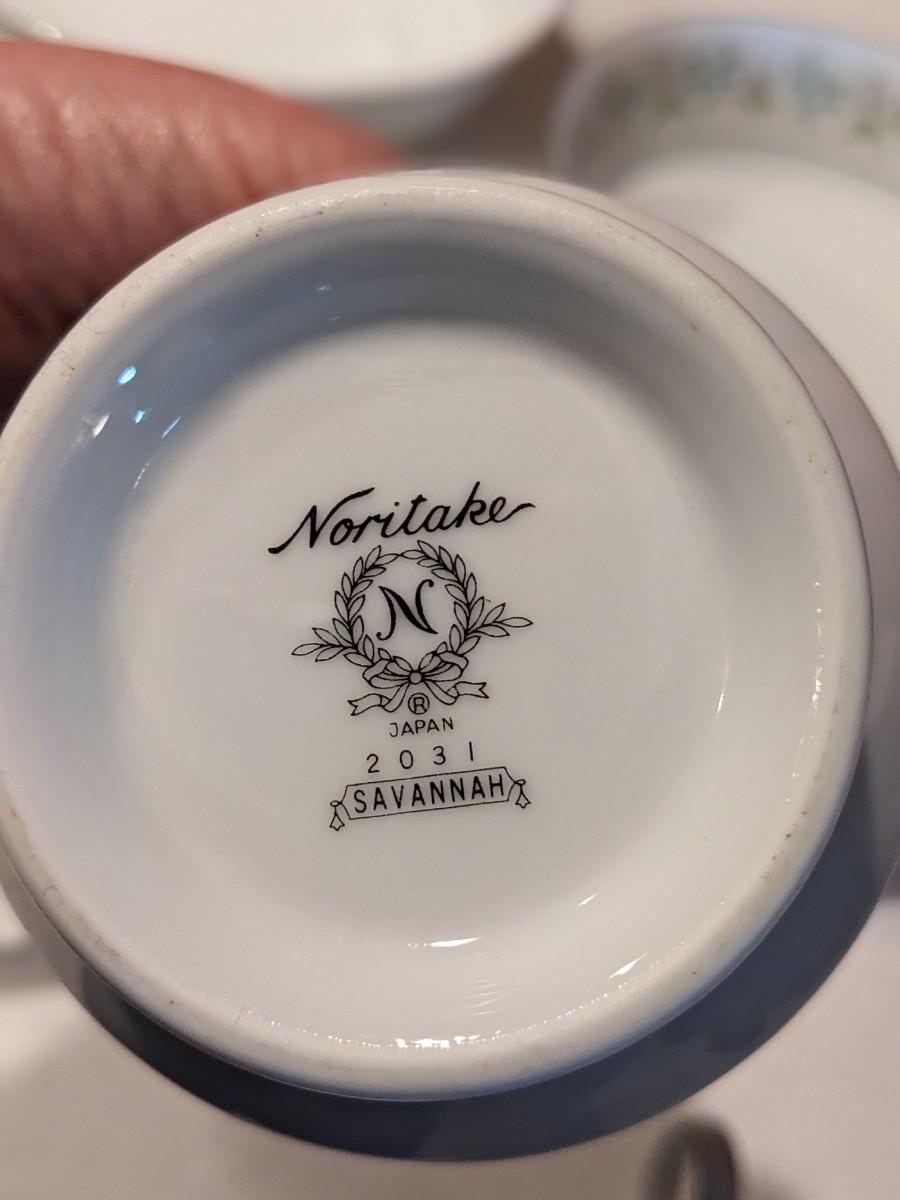 Noritake
N
®
JAPAN
2031
SAVANNAH